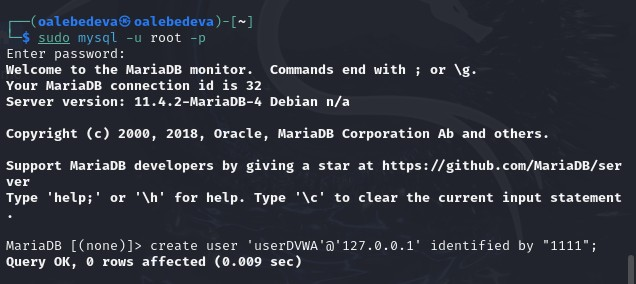 ┌──(oalebedeva㉿oalebedeva)-[~]
└─$ sudo mysql -u root -p
Enter password:
Welcome to the MariaDB monitor.  Commands end with ; or \g.
Your MariaDB connection id is 32
Server version: 11.4.2-MariaDB-4 Debian n/a

Copyright (c) 2000, 2018, Oracle, MariaDB Corporation Ab and others.

Support MariaDB developers by giving a star at https://github.com/MariaDB/ser
ver
Type 'help;' or '\h' for help. Type '\c' to clear the current input statement
.

MariaDB [(none)]> create user 'userDVWA'@'127.0.0.1' identified by "1111";
Query OK, 0 rows affected (0.009 sec)